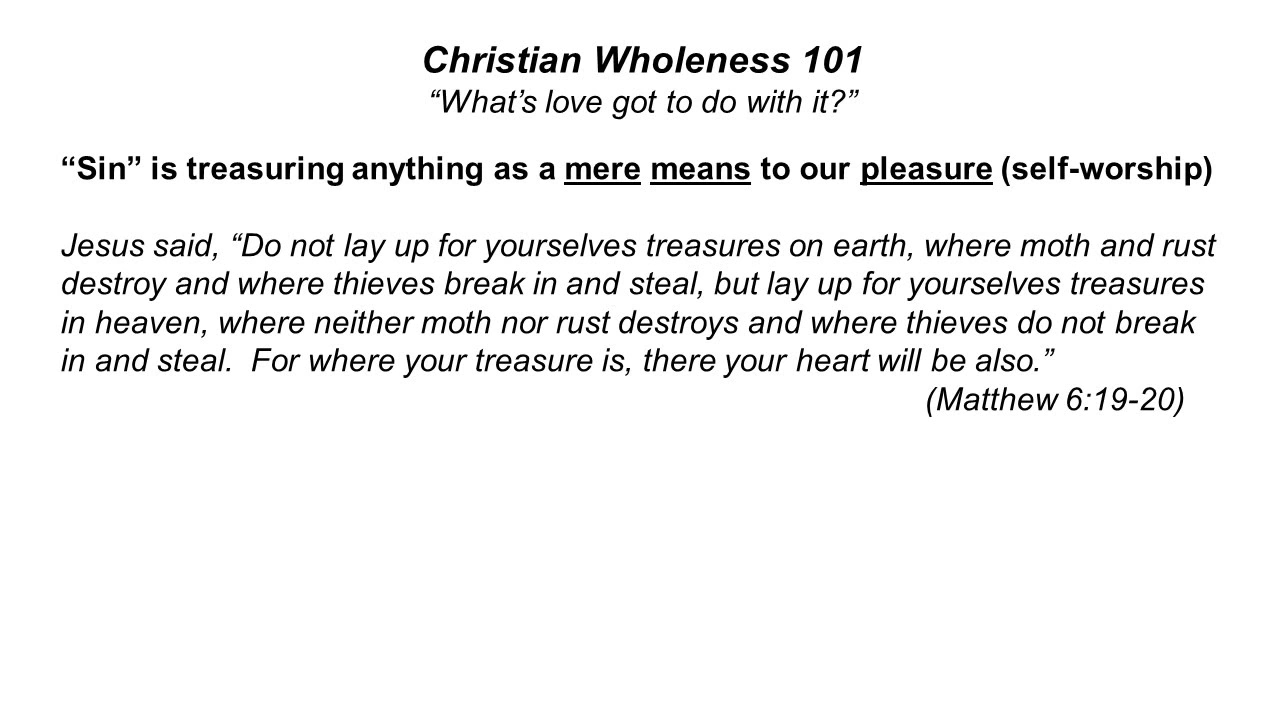 Christian Wholeness 101
“What’s love got to do with it?”
“Sin” is treasuring anything as a mere means to our pleasure (self-worship)
Jesus said, “Do not lay up for yourselves treasures on earth, where moth and rust
destroy and where thieves break in and steal, but lay up for yourselves treasures
in heaven, where neither moth nor rust destroys and where thieves do not break
in and steal.  For where your treasure is, there your heart will be also.”
(Matthew 6:19-20)